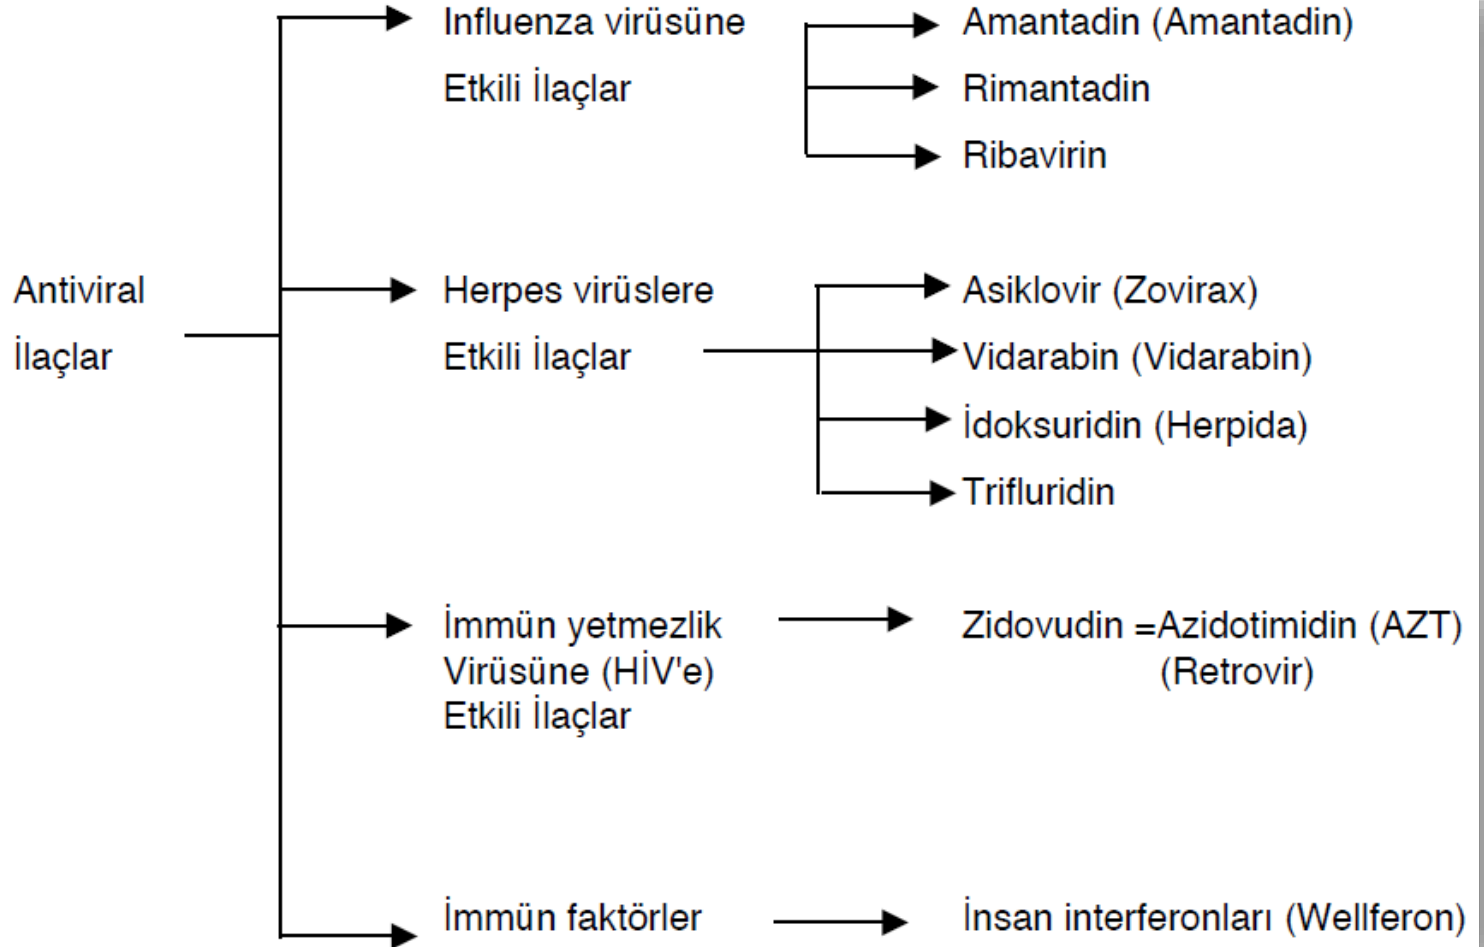 Antiviral
İlaçlar
Influenza virüsüne
Etkili İlaçlar
Amantadin (Amantadin)
Rimantadin
Ribavirin
Herpes virüslere
Etkili İlaçlar
Asiklovir (Zovirax)
Vidarabin (Vidarabin)
İdoksuridin (Herpida)
Trifluridin
İmmün yetmezlik
Virüsüne (HİV'e)
Etkili İlaçlar
Zidovudin =Azidotimidin (AZT)
(Retrovir)
İmmün faktörler
İnsan interferonları (Wellferon)